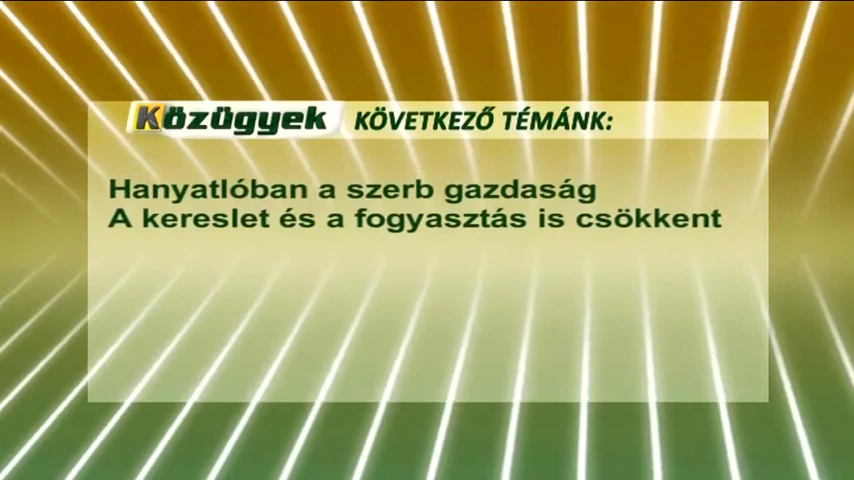 Közügyek KÖVETKEZŐ TÉMÁNK:
Hanyatlóban a szerb gazdaság
A kereslet és a fogyasztás is csökkent